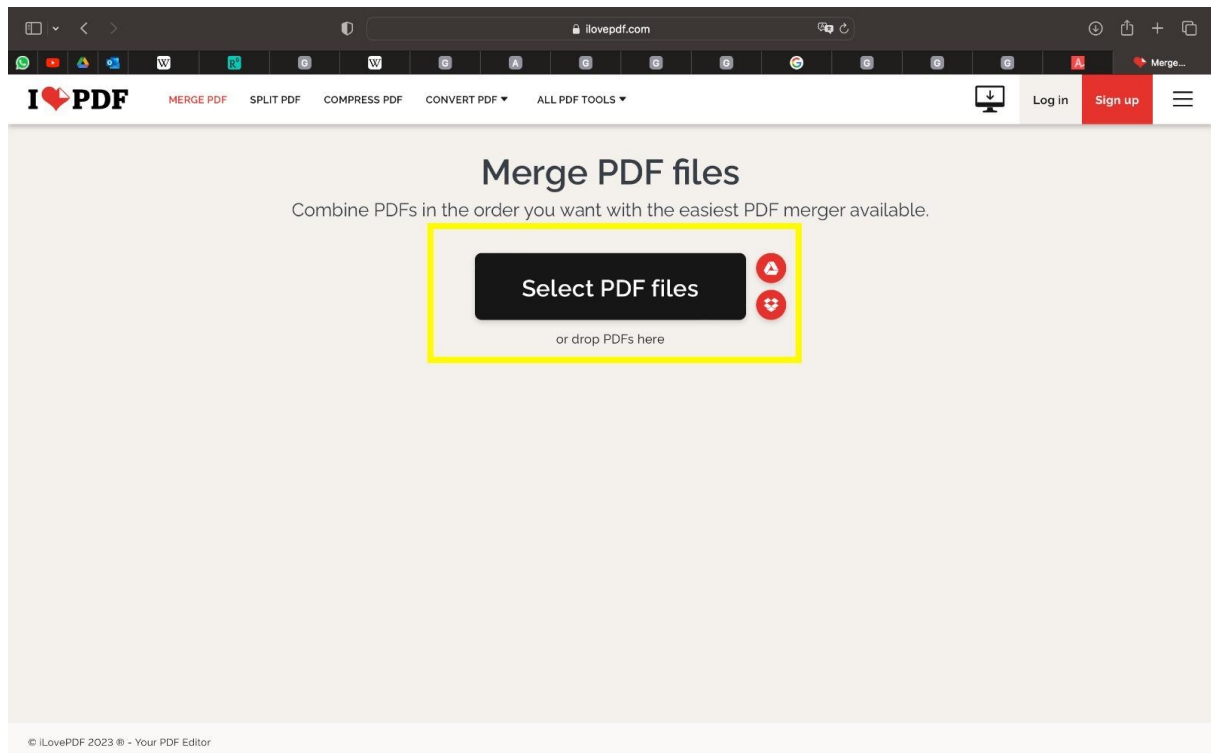 ilovepdf.com
Merge...
I PDF MERGE PDF SPLIT PDF COMPRESS PDF CONVERT PDF ALL PDF TOOLS Log in Sign up
Merge PDF files
Combine PDFs in the order you want with the easiest PDF merger available.
Select PDF files
or drop PDFs here
© iLovePDF 2023 ® - Your PDF Editor